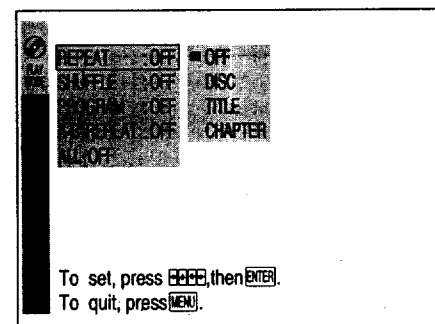 PLAY
REPEAT :OFF
SHUFFLE :OFF
PROGRAM :OFF
A-B REPEAT :OFF
ALL OFF
OFF
DISC
TITLE
CHAPTER
To set, press , then ENTER.
To quit, press MENU.